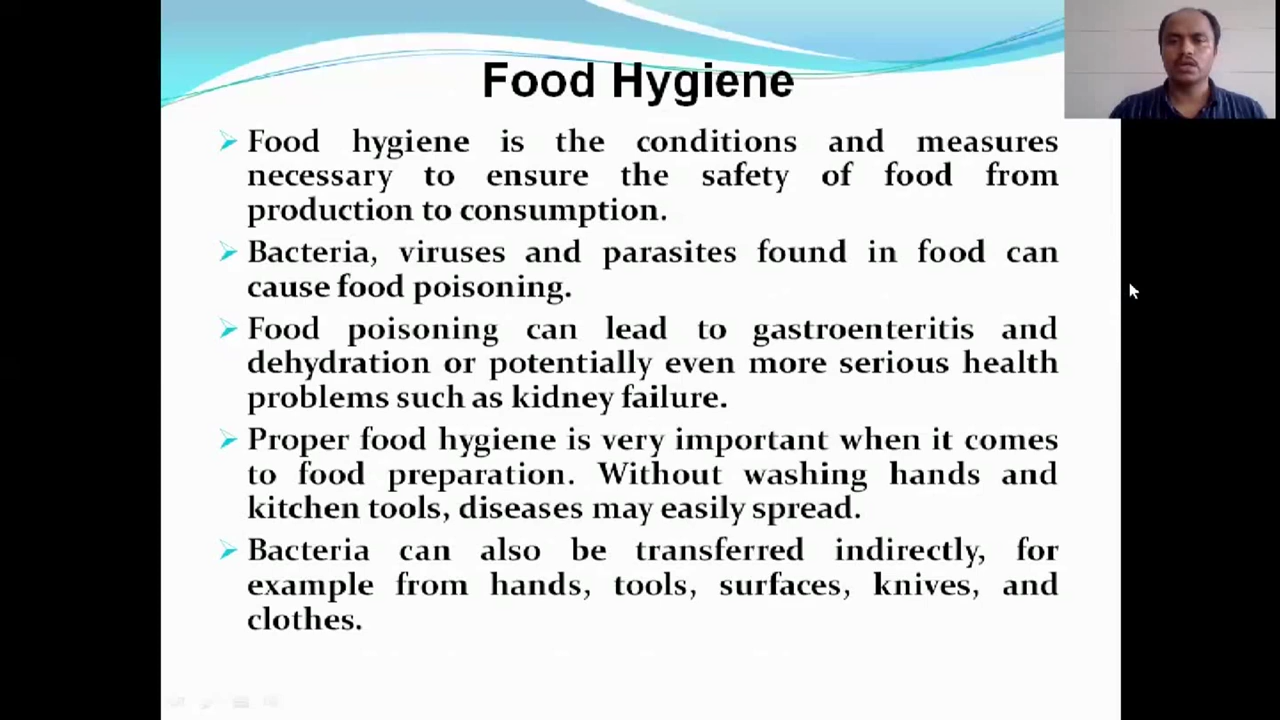 Food Hygiene
Food hygiene is the conditions and measures
necessary to ensure the safety of food from
production to consumption.
Bacteria, viruses and parasites found in food can
cause food poisoning.
Food poisoning can lead to gastroenteritis and
dehydration or potentially even more serious health
problems such as kidney failure.
Proper food hygiene is very important when it comes
to food preparation. Without washing hands and
kitchen tools, diseases may easily spread.
Bacteria can also be transferred indirectly, for
example from hands, tools, surfaces, knives, and
clothes.